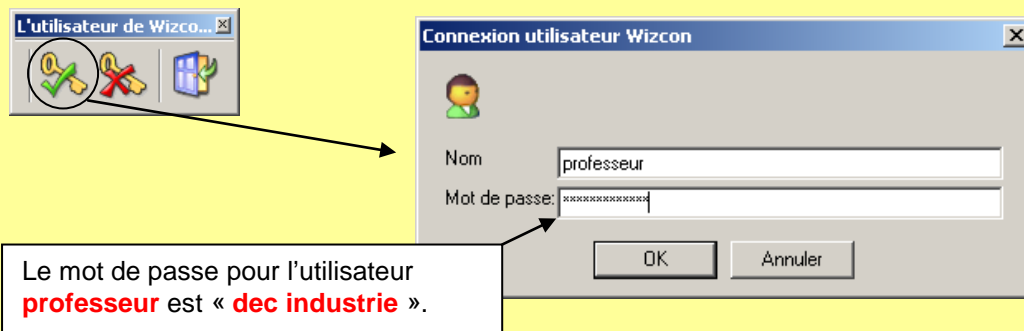 L'utilisateur de Wizco...
Connexion utilisateur Wizcon
Nom
professeur
Mot de passe:
*************
OK
Annuler
Le mot de passe pour l'utilisateur
professeur est « dec industrie ».